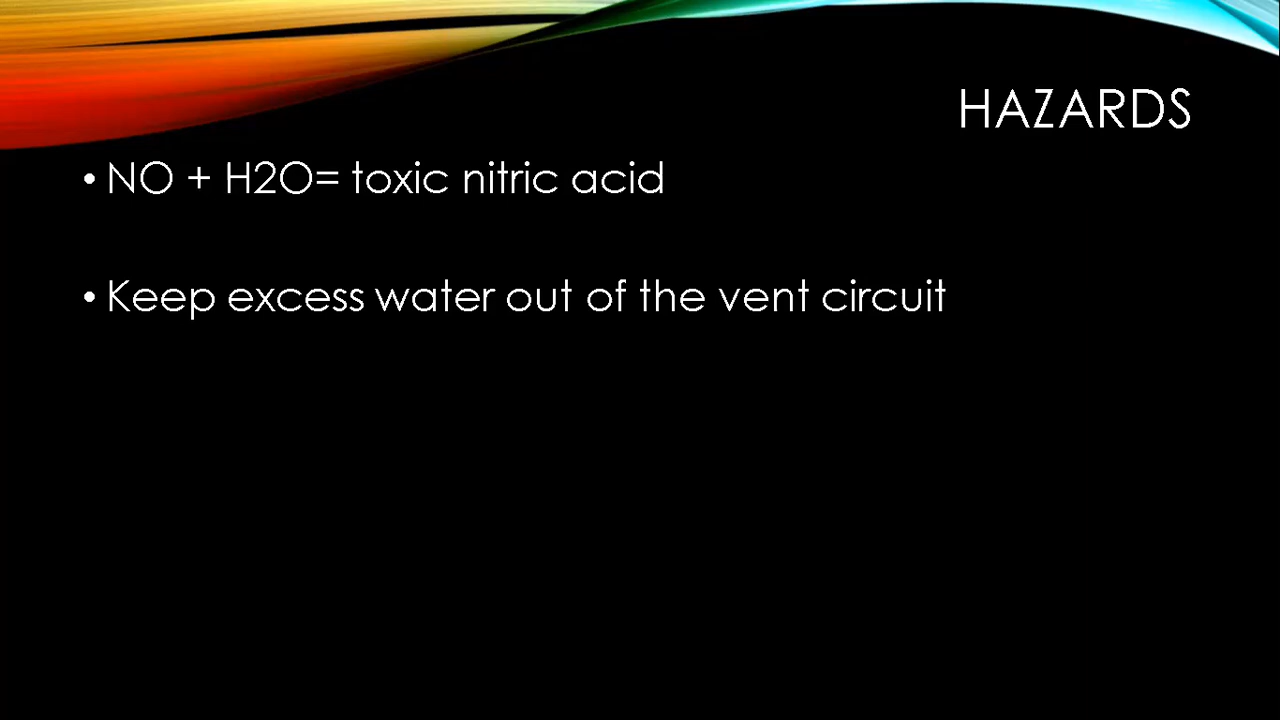 HAZARDS
• NO + H2O= toxic nitric acid
• Keep excess water out of the vent circuit